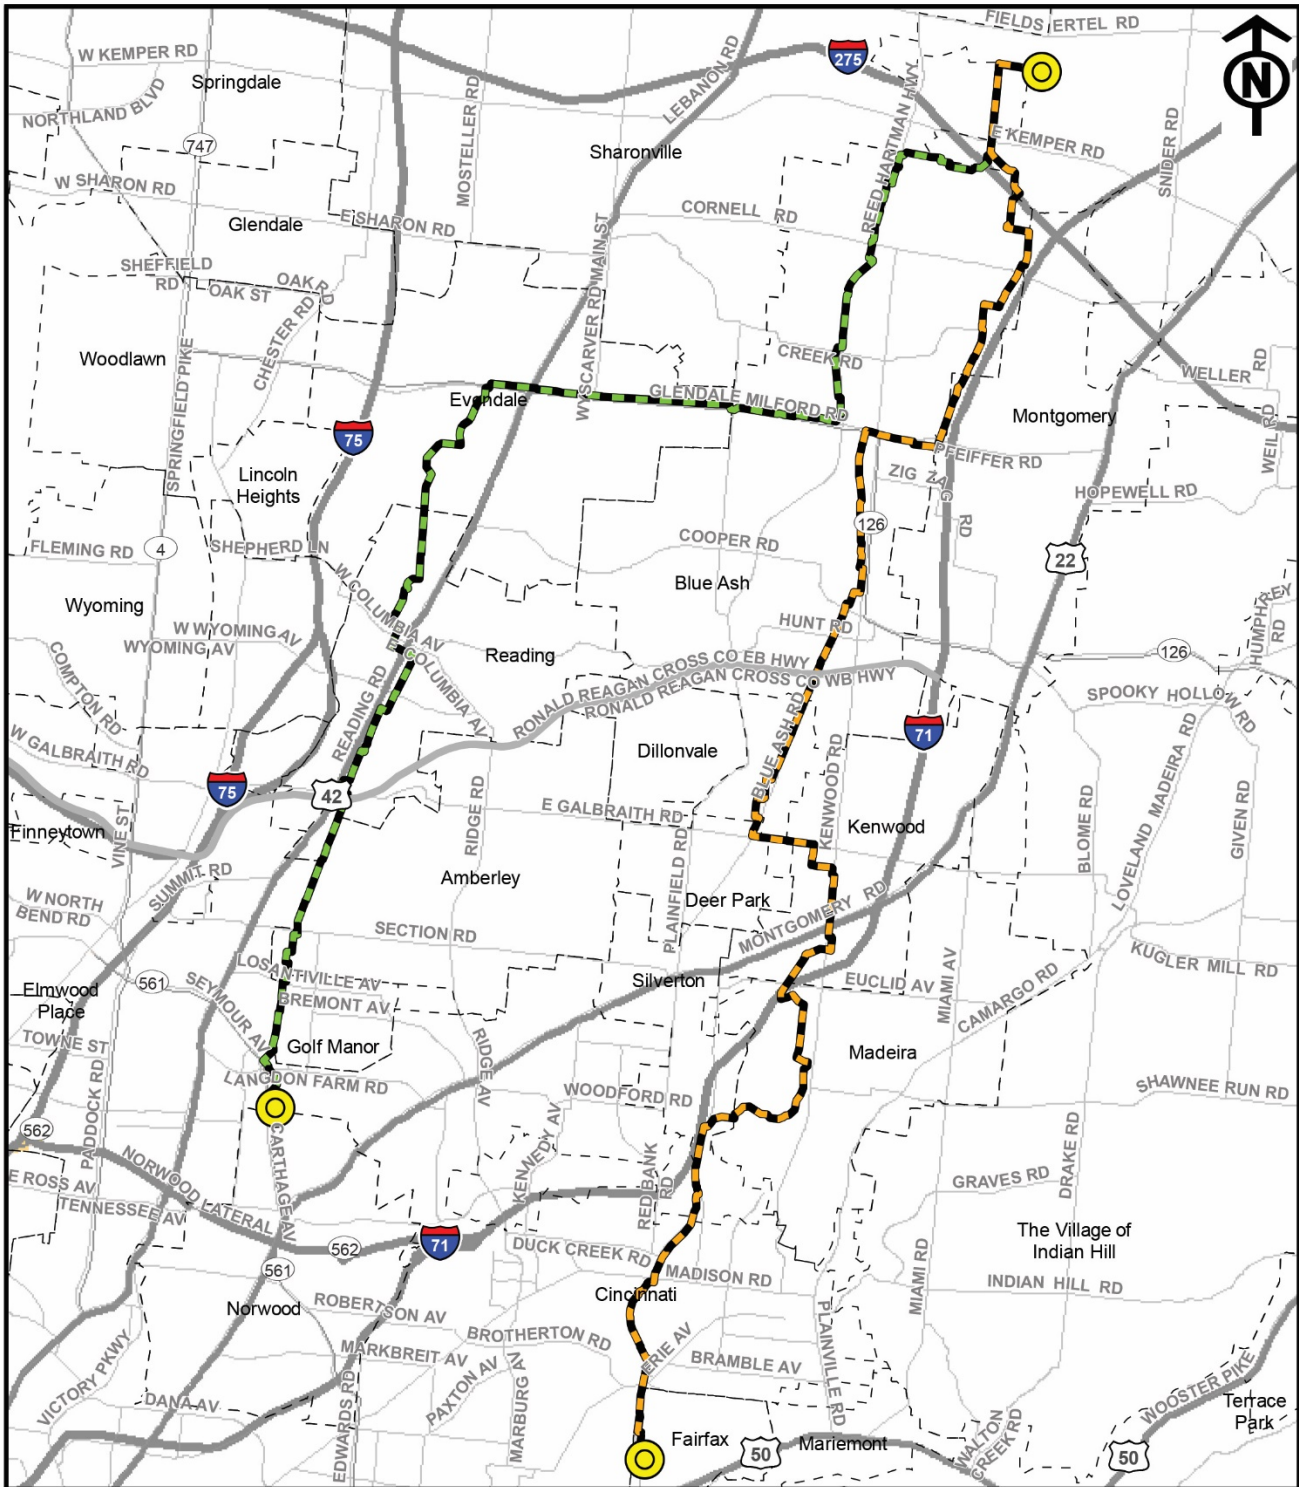 FIELDS ERTEL RD
W KEMPER RD
275
N
Springdale
LEBANON RD
REED HARTMAN HWY
NORTHLAND BLVD
MOSTELLER RD
SNIDER RD
E KEMPER RD
747
Sharonville
W SHARON RD
CORNELL RD
Glendale
E SHARON RD
MAIN ST
SHEFFIELD
RD
OAK RD
OAK ST
CHESTER RD
WYSCARVER RD
Woodlawn
CREEK RD
WELLER RD
SPRINGFIELD PIKE
Evendale
GLENDALE MILFORD RD
Montgomery
WEIL RD
75
PFEIFFER RD
Lincoln
Heights
ZIG ZAG RD
HOPEWELL RD
126
FLEMING RD
4
SHEPHERD LN
COOPER RD
22
W COLUMBIA AV
Blue Ash
Wyoming
HUMPHREY
RD
W WYOMING AV
WYOMING AV
HUNT RD
E COLUMBIA AV
Reading
126
COMPTON RD
RONALD REAGAN CROSS CO EB HWY
RONALD REAGAN CROSS CO WB HWY
SPOOKY HOLLOW RD
READING RD
LOVELAND MADEIRA RD
W GALBRAITH RD
BLUE ASH RD
KENWOOD RD
71
Dillonvale
75
42
RIDGE RD
E GALBRAITH RD
BLOME RD
GIVEN RD
Finneytown
VINE ST
PLAINFIELD RD
Kenwood
SUMMIT RD
Amberley
W NORTH
BEND RD
Deer Park
MONTGOMERY RD
SECTION RD
KUGLER MILL RD
LOSANTIVILLE AV
561
SEYMOUR AV
Silverton
EUCLID AV
MIAMI AV
CAMARGO RD
Elmwood
Place
BREMONT AV
TOWNE ST
Golf Manor
RIDGE AV
Madeira
LANGDON FARM RD
WOODFORD RD
SHAWNEE RUN RD
PADDOCK RD
562
CARTHAGE AV
KENNEDY AV
DRAKE RD
NORWOOD LATERAL
E ROSS AV
GRAVES RD
TENNESSEE AV
RED BANK
RD
The Village of
Indian Hill
562
71
DUCK CREEK RD
561
MADISON RD
MIAMI RD
INDIAN HILL RD
Cincinnati
Norwood
ROBERTSON AV
PLAINVILLE RD
BROTHERTON RD
ERIE AV
MARKBREIT AV
BRAMBLE AV
VICTORY PKWY
PAXTON AV
MARBURG AV
DANA AV
EDWARDS RD
WOOSTER PIKE
Terrace
Park
Fairfax
50
Mariemont
WALTON
CREEK RD
50